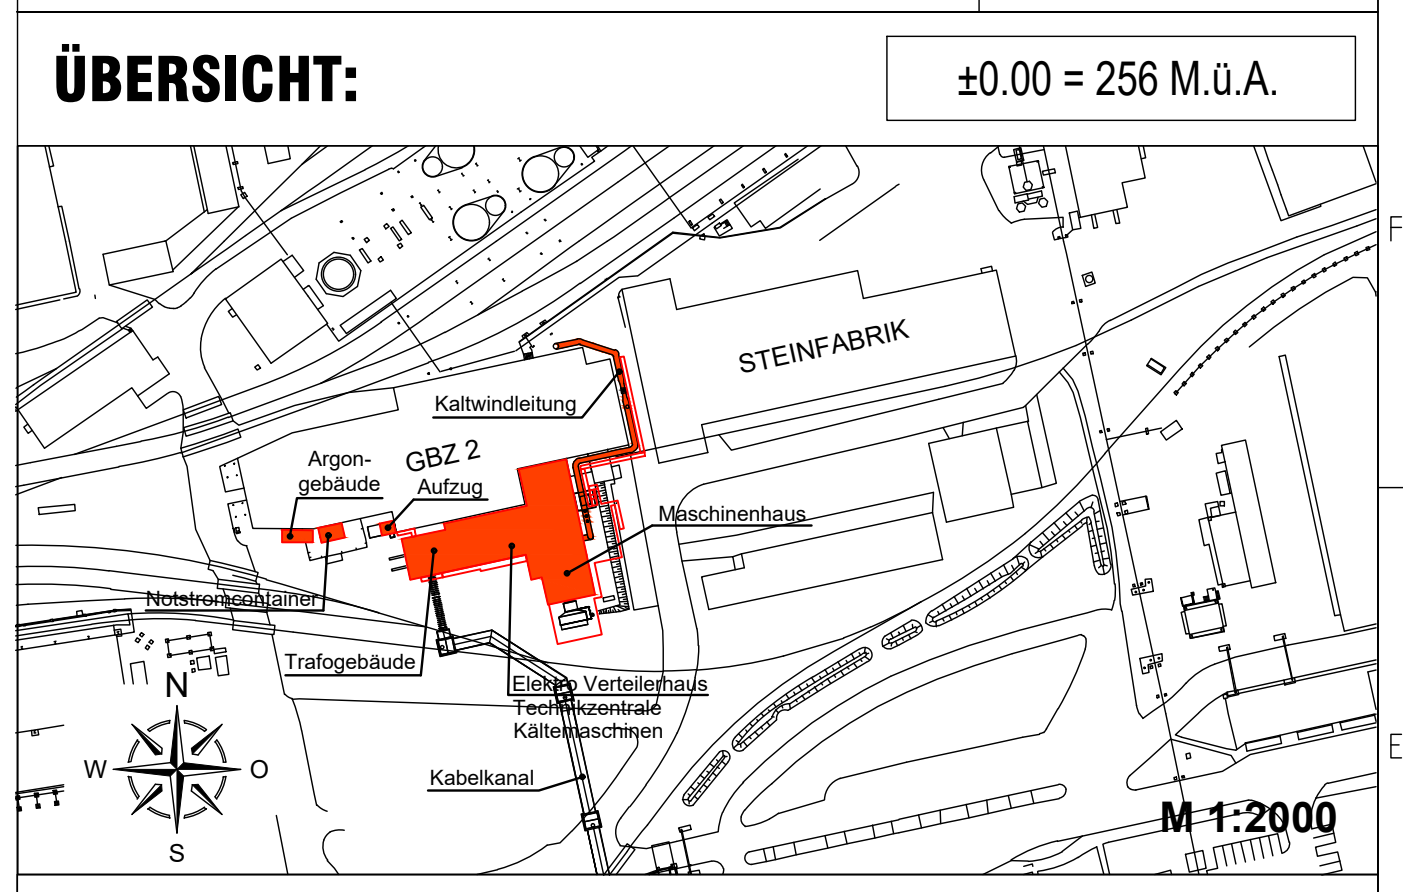 ÜBERSICHT:
±0.00 = 256 M.ü.A.
F
STEINFABRIK
Kaltwindleitung
GBZ 2
Argon-
gebäude
Aufzug
Maschinenhaus
Notstromcontainer
Trafogebäude
Elektro Verteilerhaus
Technikzentrale
Kältemaschinen
Kabelkanal
N
W
O
S
E
M 1:2000